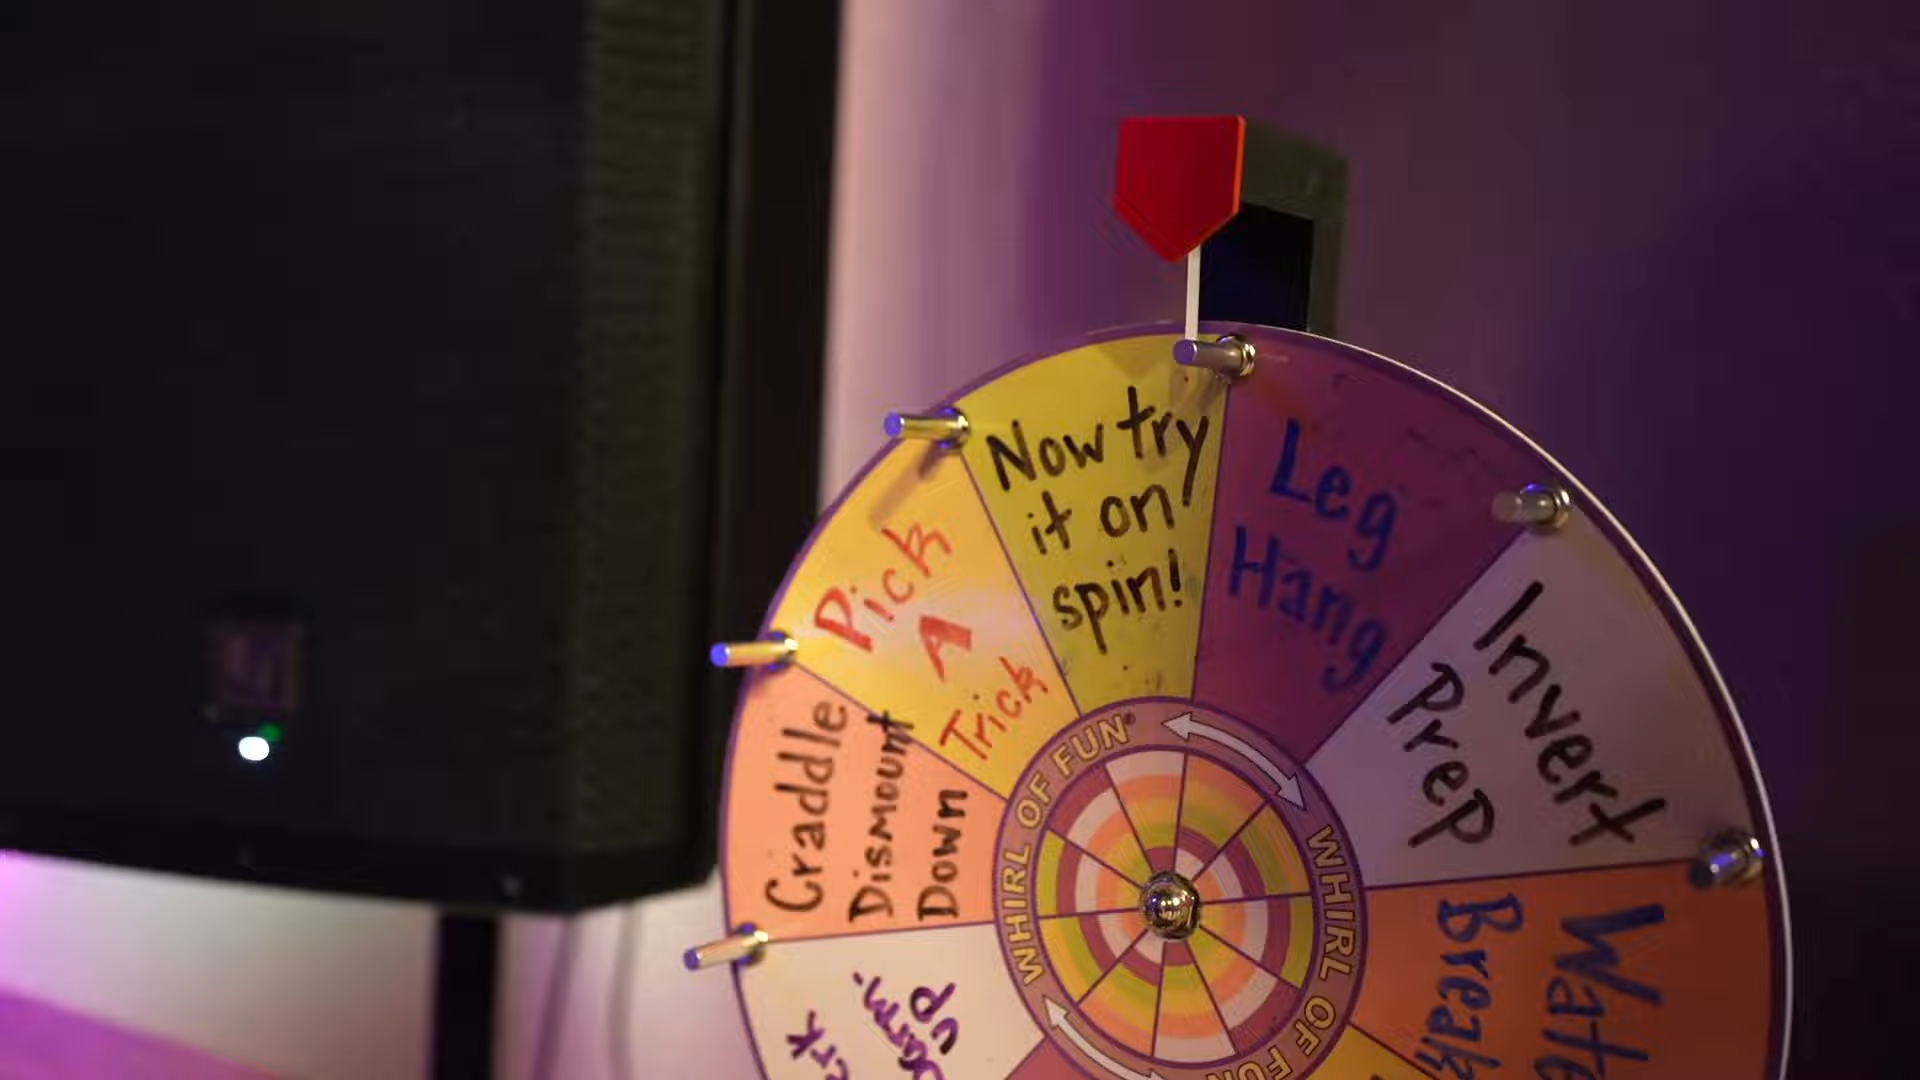 Now try
it on
spin!
Leg
Hang
Invert
Prep
Pick
A
Trick
Craddle
Dismount
Down
Break
WHIRL OF FUN
WHIRL OF FUN